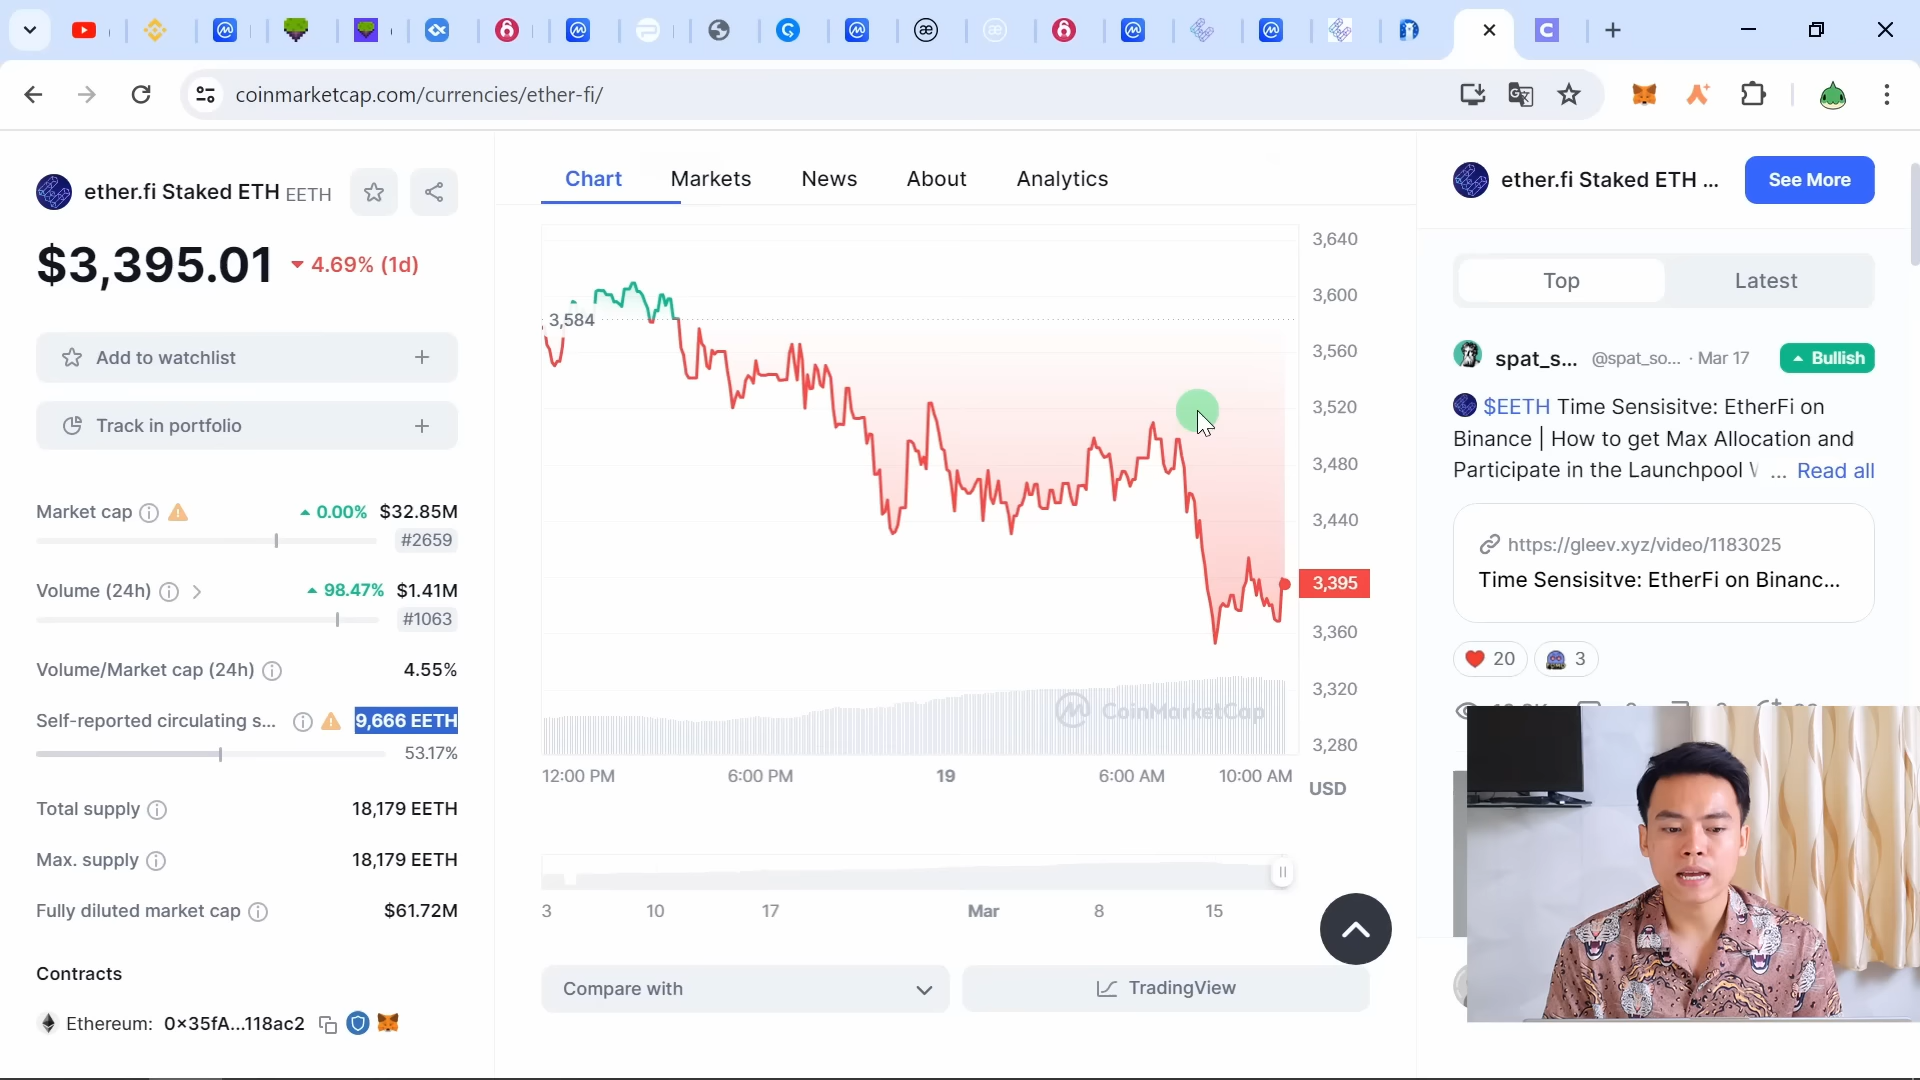 coinmarketcap.com/currencies/ether-fi/
ether.fi Staked ETH EETH
$3,395.01 4.69% (1d)
Add to watchlist
Track in portfolio
Market cap 0.00% $32.85M
#2659
Volume (24h) 98.47% $1.41M
#1063
Volume/Market cap (24h) 4.55%
Self-reported circulating s... 9,666 EETH
53.17%
Total supply 18,179 EETH
Max. supply 18,179 EETH
Fully diluted market cap $61.72M
Contracts
Ethereum: 0x35fA...118ac2
Chart Markets News About Analytics
3,640
3,600
3,584
3,560
3,520
3,480
3,440
3,395
3,360
3,320
3,280
CoinMarketCap
12:00 PM 6:00 PM 19 6:00 AM 10:00 AM
USD
3 10 17 Mar 8 15
Compare with
TradingView
ether.fi Staked ETH ... See More
Top Latest
spat_s... @spat_so... · Mar 17 Bullish
$EETH Time Sensisitve: EtherFi on
Binance | How to get Max Allocation and
Participate in the Launchpool ... Read all
https://gleev.xyz/video/1183025
Time Sensisitve: EtherFi on Binanc...
20 3